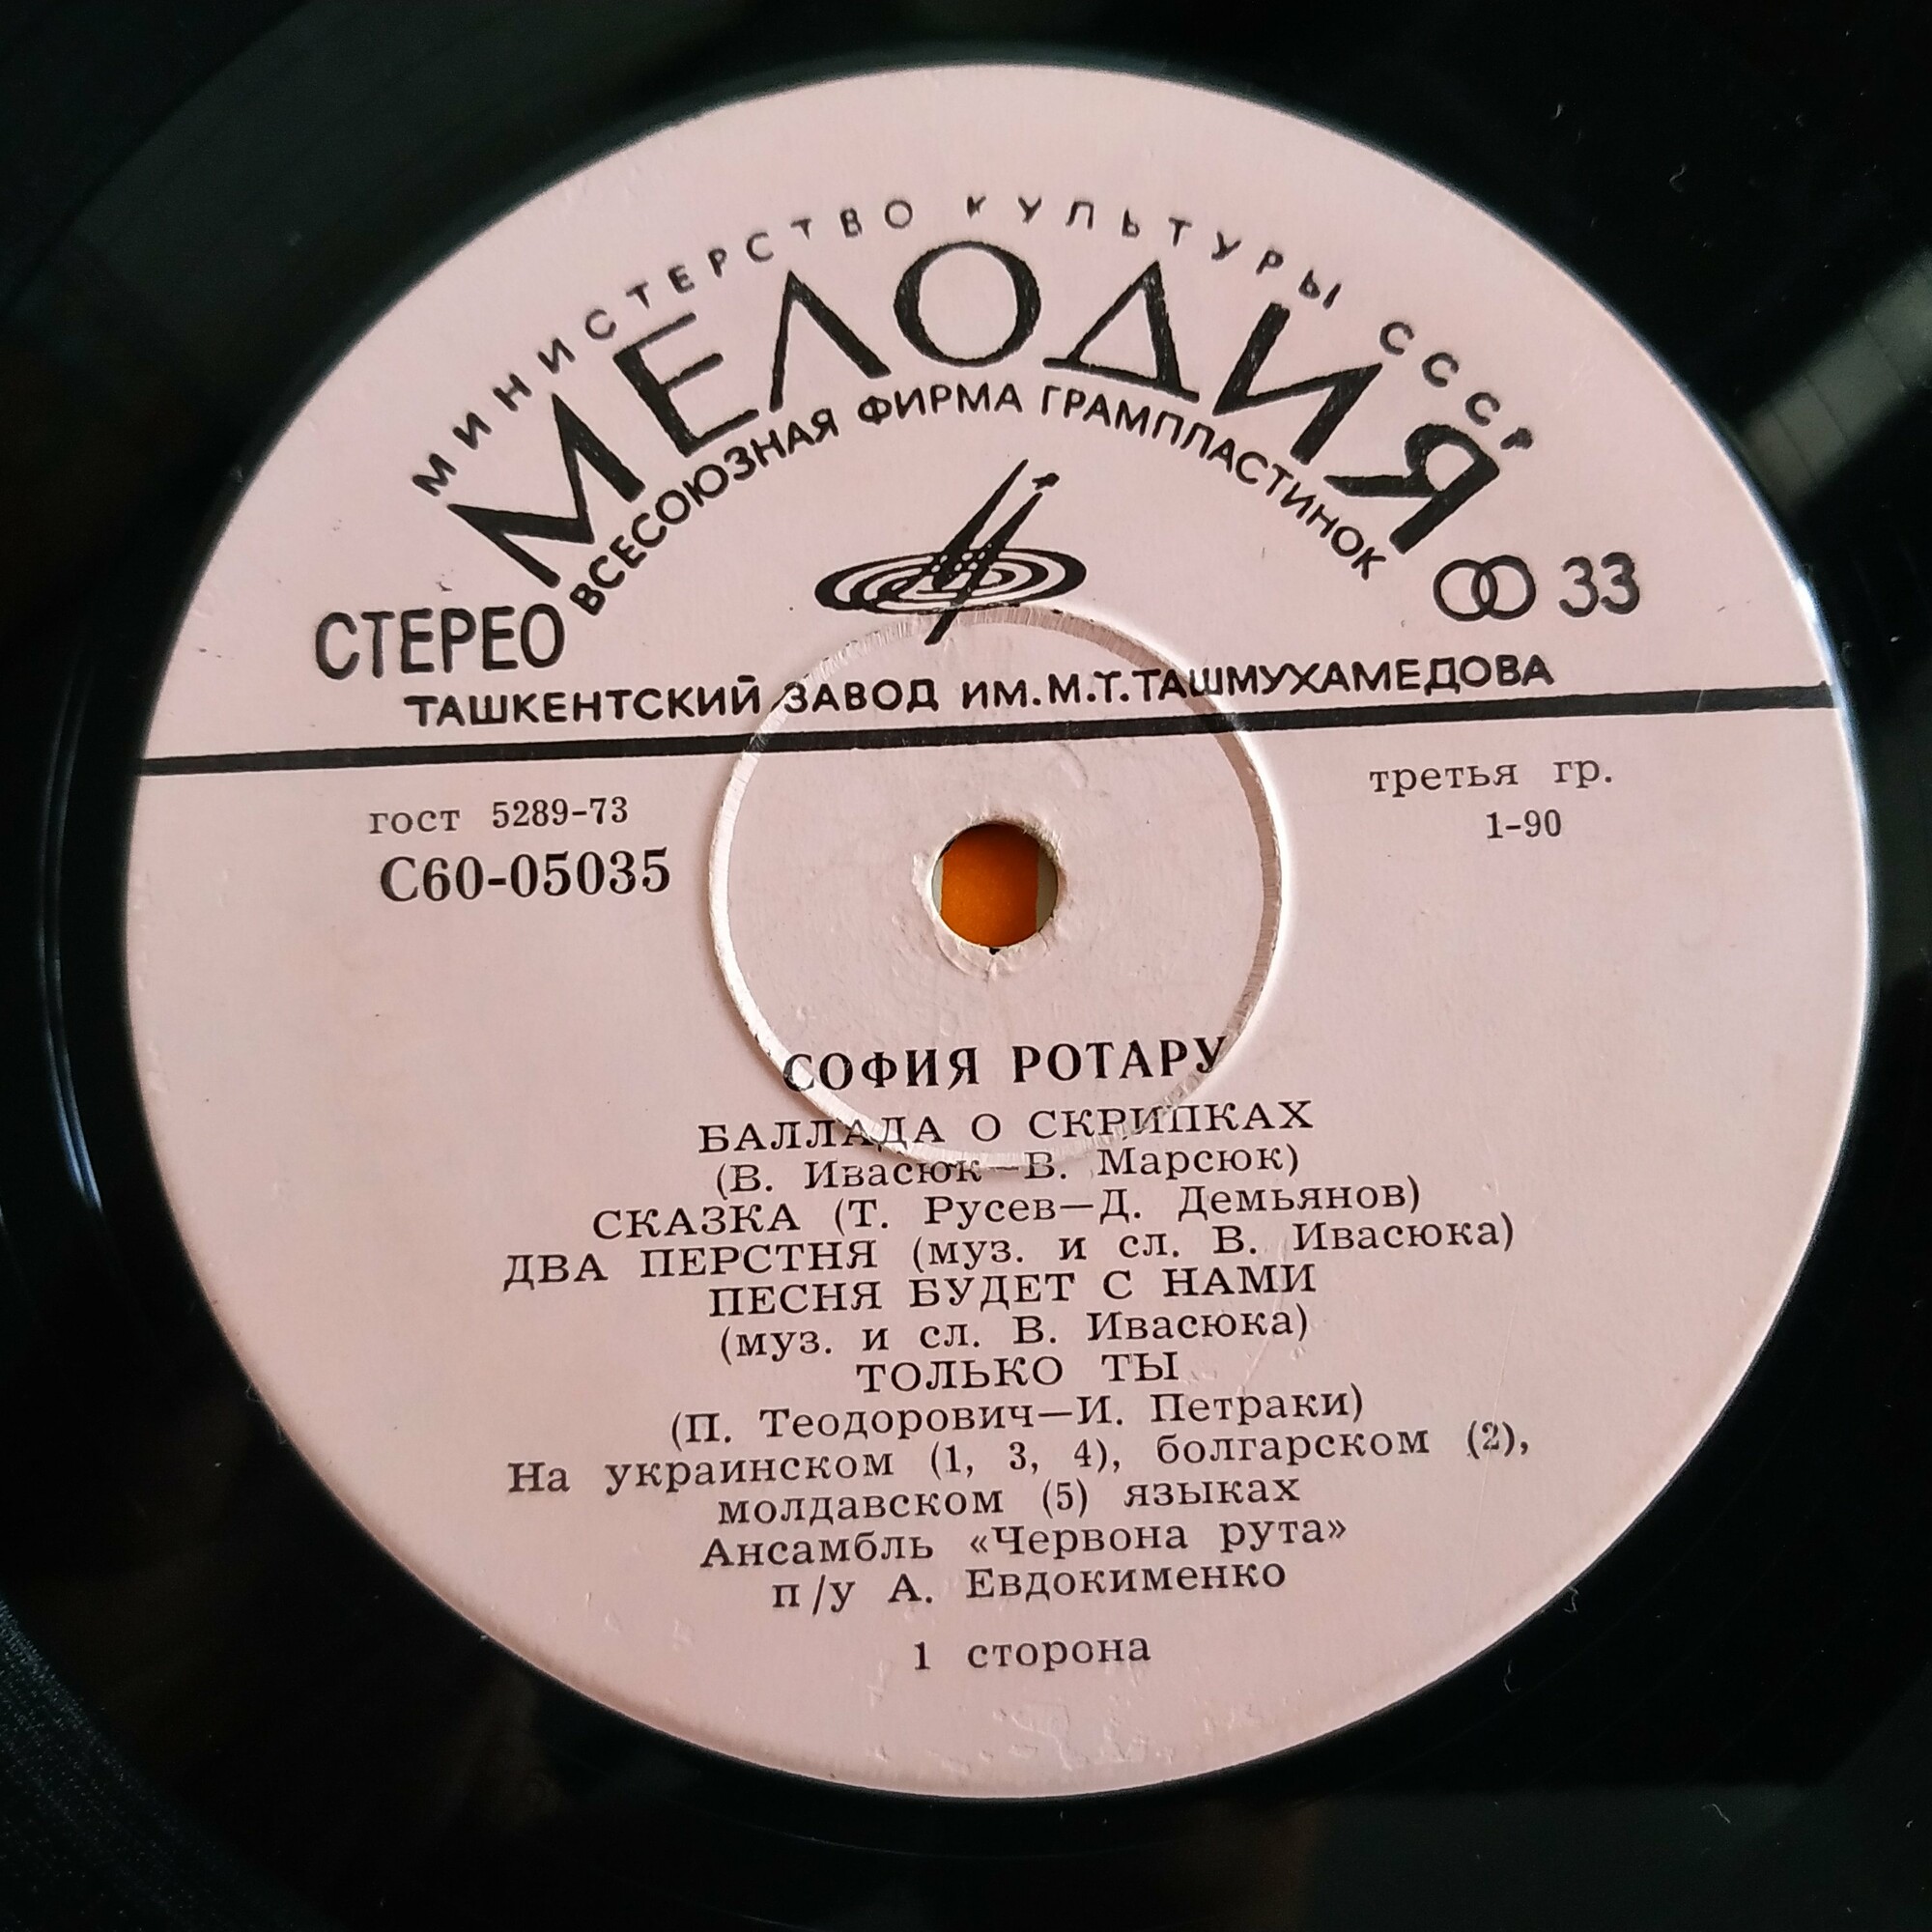 МИНИСТЕРСТВО КУЛЬТУРЫ СССР
МЕЛОДИЯ
ВСЕСОЮЗНАЯ ФИРМА ГРАМПЛАСТИНОК
СТЕРЕО
33
ТАШКЕНТСКИЙ ЗАВОД ИМ. М.Т. ТАШМУХАМЕДОВА
гост 5289-73
С60-05035
третья гр.
1-90
СОФИЯ РОТАРУ
БАЛЛАДА О СКРИПКАХ
(В. Ивасюк—В. Марсюк)
СКАЗКА (Т. Русев—Д. Демьянов)
ДВА ПЕРСТНЯ (муз. и сл. В. Ивасюка)
ПЕСНЯ БУДЕТ С НАМИ
(муз. и сл. В. Ивасюка)
ТОЛЬКО ТЫ
(П. Теодорович—И. Петраки)
На украинском (1, 3, 4), болгарском (2),
молдавском (5) языках
Ансамбль «Червона рута»
п/у А. Евдокименко
1 сторона